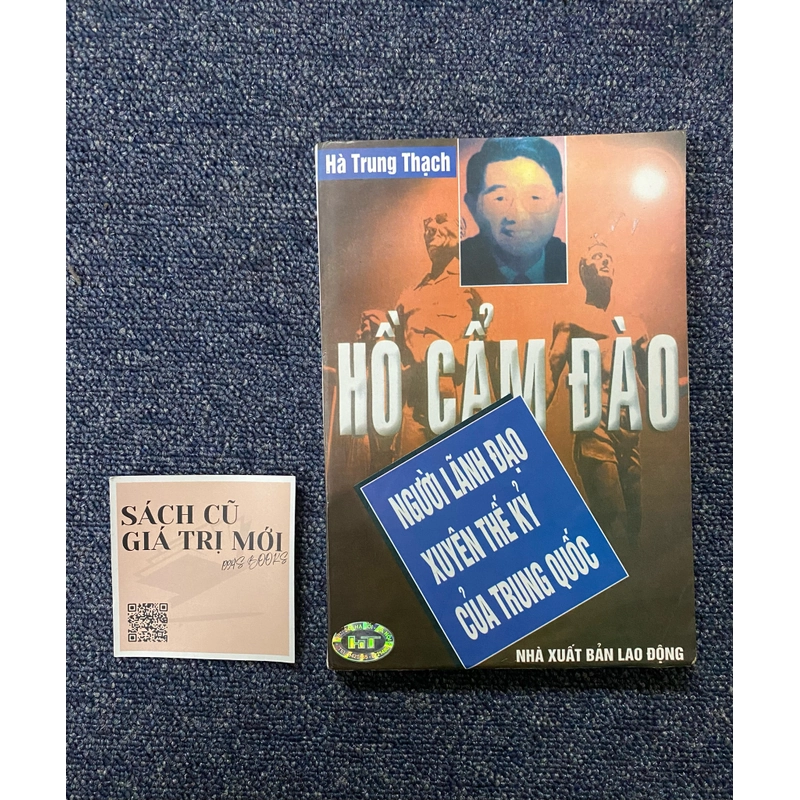 Hà Trung Thạch
HỒ CẨM ĐÀO
NGƯỜI LÃNH ĐẠO
XUYÊN THẾ KỶ
CỦA TRUNG QUỐC
HT
NHÀ XUẤT BẢN LAO ĐỘNG
SÁCH CŨ
GIÁ TRỊ MỚI